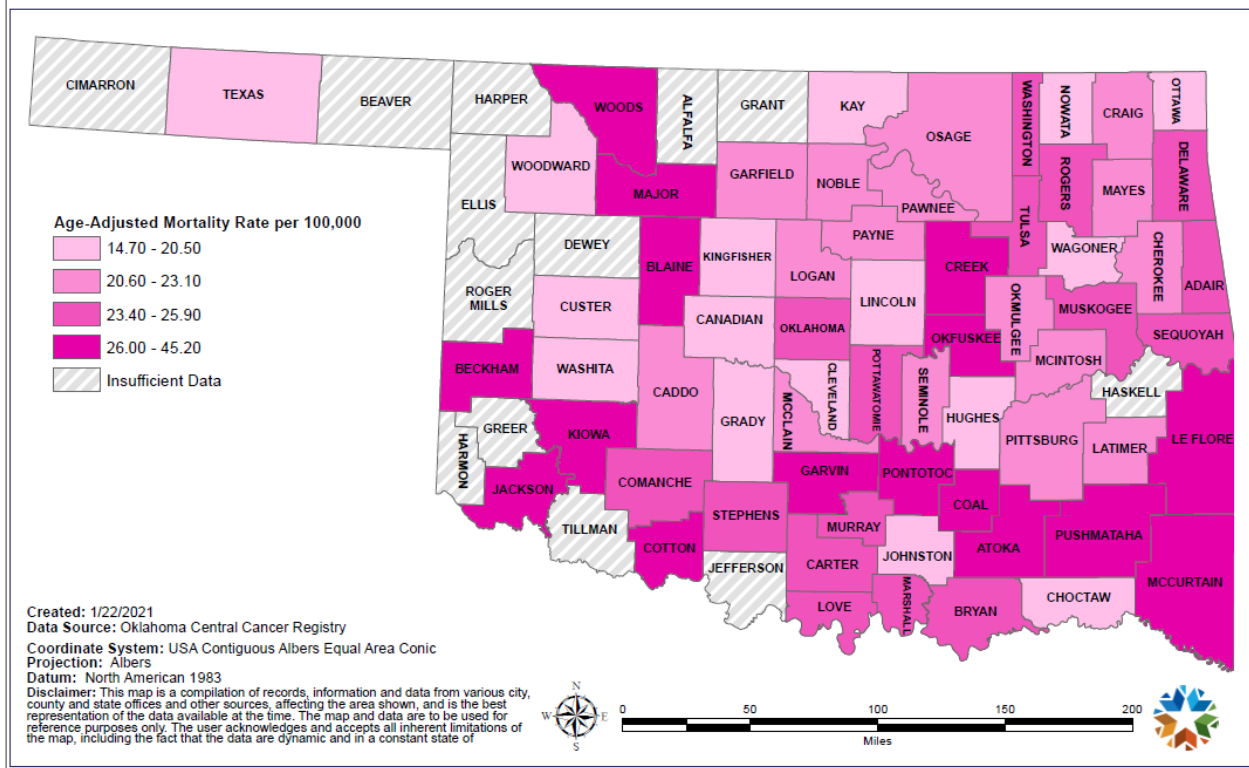 CIMARRON
TEXAS
BEAVER
HARPER
WOODS
ALFALFA
GRANT
KAY
OSAGE
WASHINGTON
NOWATA
CRAIG
OTTAWA
WOODWARD
MAJOR
GARFIELD
NOBLE
PAWNEE
ROGERS
MAYES
DELAWARE
ELLIS
DEWEY
BLAINE
KINGFISHER
LOGAN
PAYNE
CREEK
TULSA
WAGONER
CHEROKEE
ADAIR
ROGER
MILLS
CUSTER
CANADIAN
OKLAHOMA
LINCOLN
OKMULGEE
MUSKOGEE
SEQUOYAH
BECKHAM
WASHITA
CADDO
GRADY
MCCLAIN
CLEVELAND
POTTAWATOMIE
SEMINOLE
OKFUSKEE
MCINTOSH
HASKELL
HUGHES
PITTSBURG
LATIMER
LE FLORE
HARMON
GREER
KIOWA
JACKSON
COMANCHE
TILLMAN
COTTON
STEPHENS
JEFFERSON
GARVIN
PONTOTOC
MURRAY
COAL
CARTER
JOHNSTON
ATOKA
PUSHMATAHA
MCCURTAIN
LOVE
MARSHALL
BRYAN
CHOCTAW
Age-Adjusted Mortality Rate per 100,000
14.70 - 20.50
20.60 - 23.10
23.40 - 25.90
26.00 - 45.20
Insufficient Data
Created: 1/22/2021
Data Source: Oklahoma Central Cancer Registry
Coordinate System: USA Contiguous Albers Equal Area Conic
Projection: Albers
Datum: North American 1983
Disclaimer: This map is a compilation of records, information and data from various city,
county and state offices and other sources, affecting the area shown, and is the best
representation of the data available at the time. The map and data are to be used for
reference purposes only. The user acknowledges and accepts all inherent limitations of
the map, including the fact that the data are dynamic and in a constant state of
N
W E
S
0 50 100 150 200
Miles